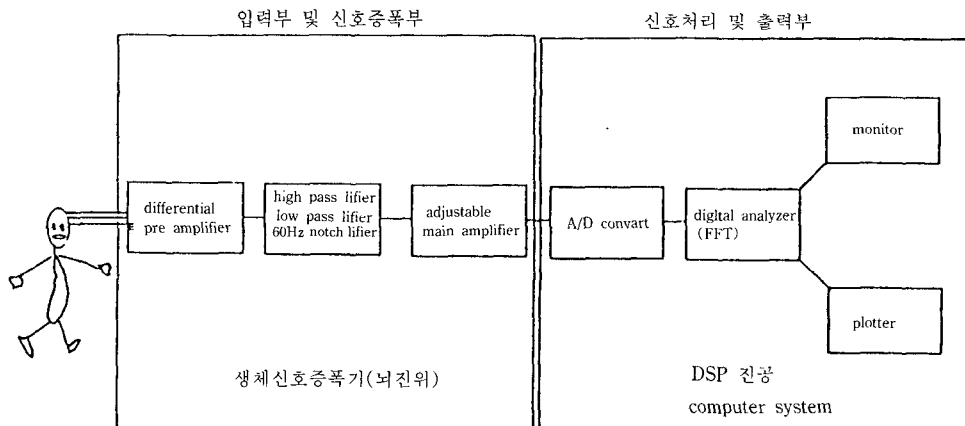 입력부 및 신호증폭부
신호처리 및 출력부
differential
pre amplifier
high pass lifier
low pass lifier
60Hz notch lifier
adjustable
main amplifier
A/D convart
digltal analyzer
(FFT)
monitor
plotter
생체신호증폭기(뇌진위)
DSP 진공
computer system